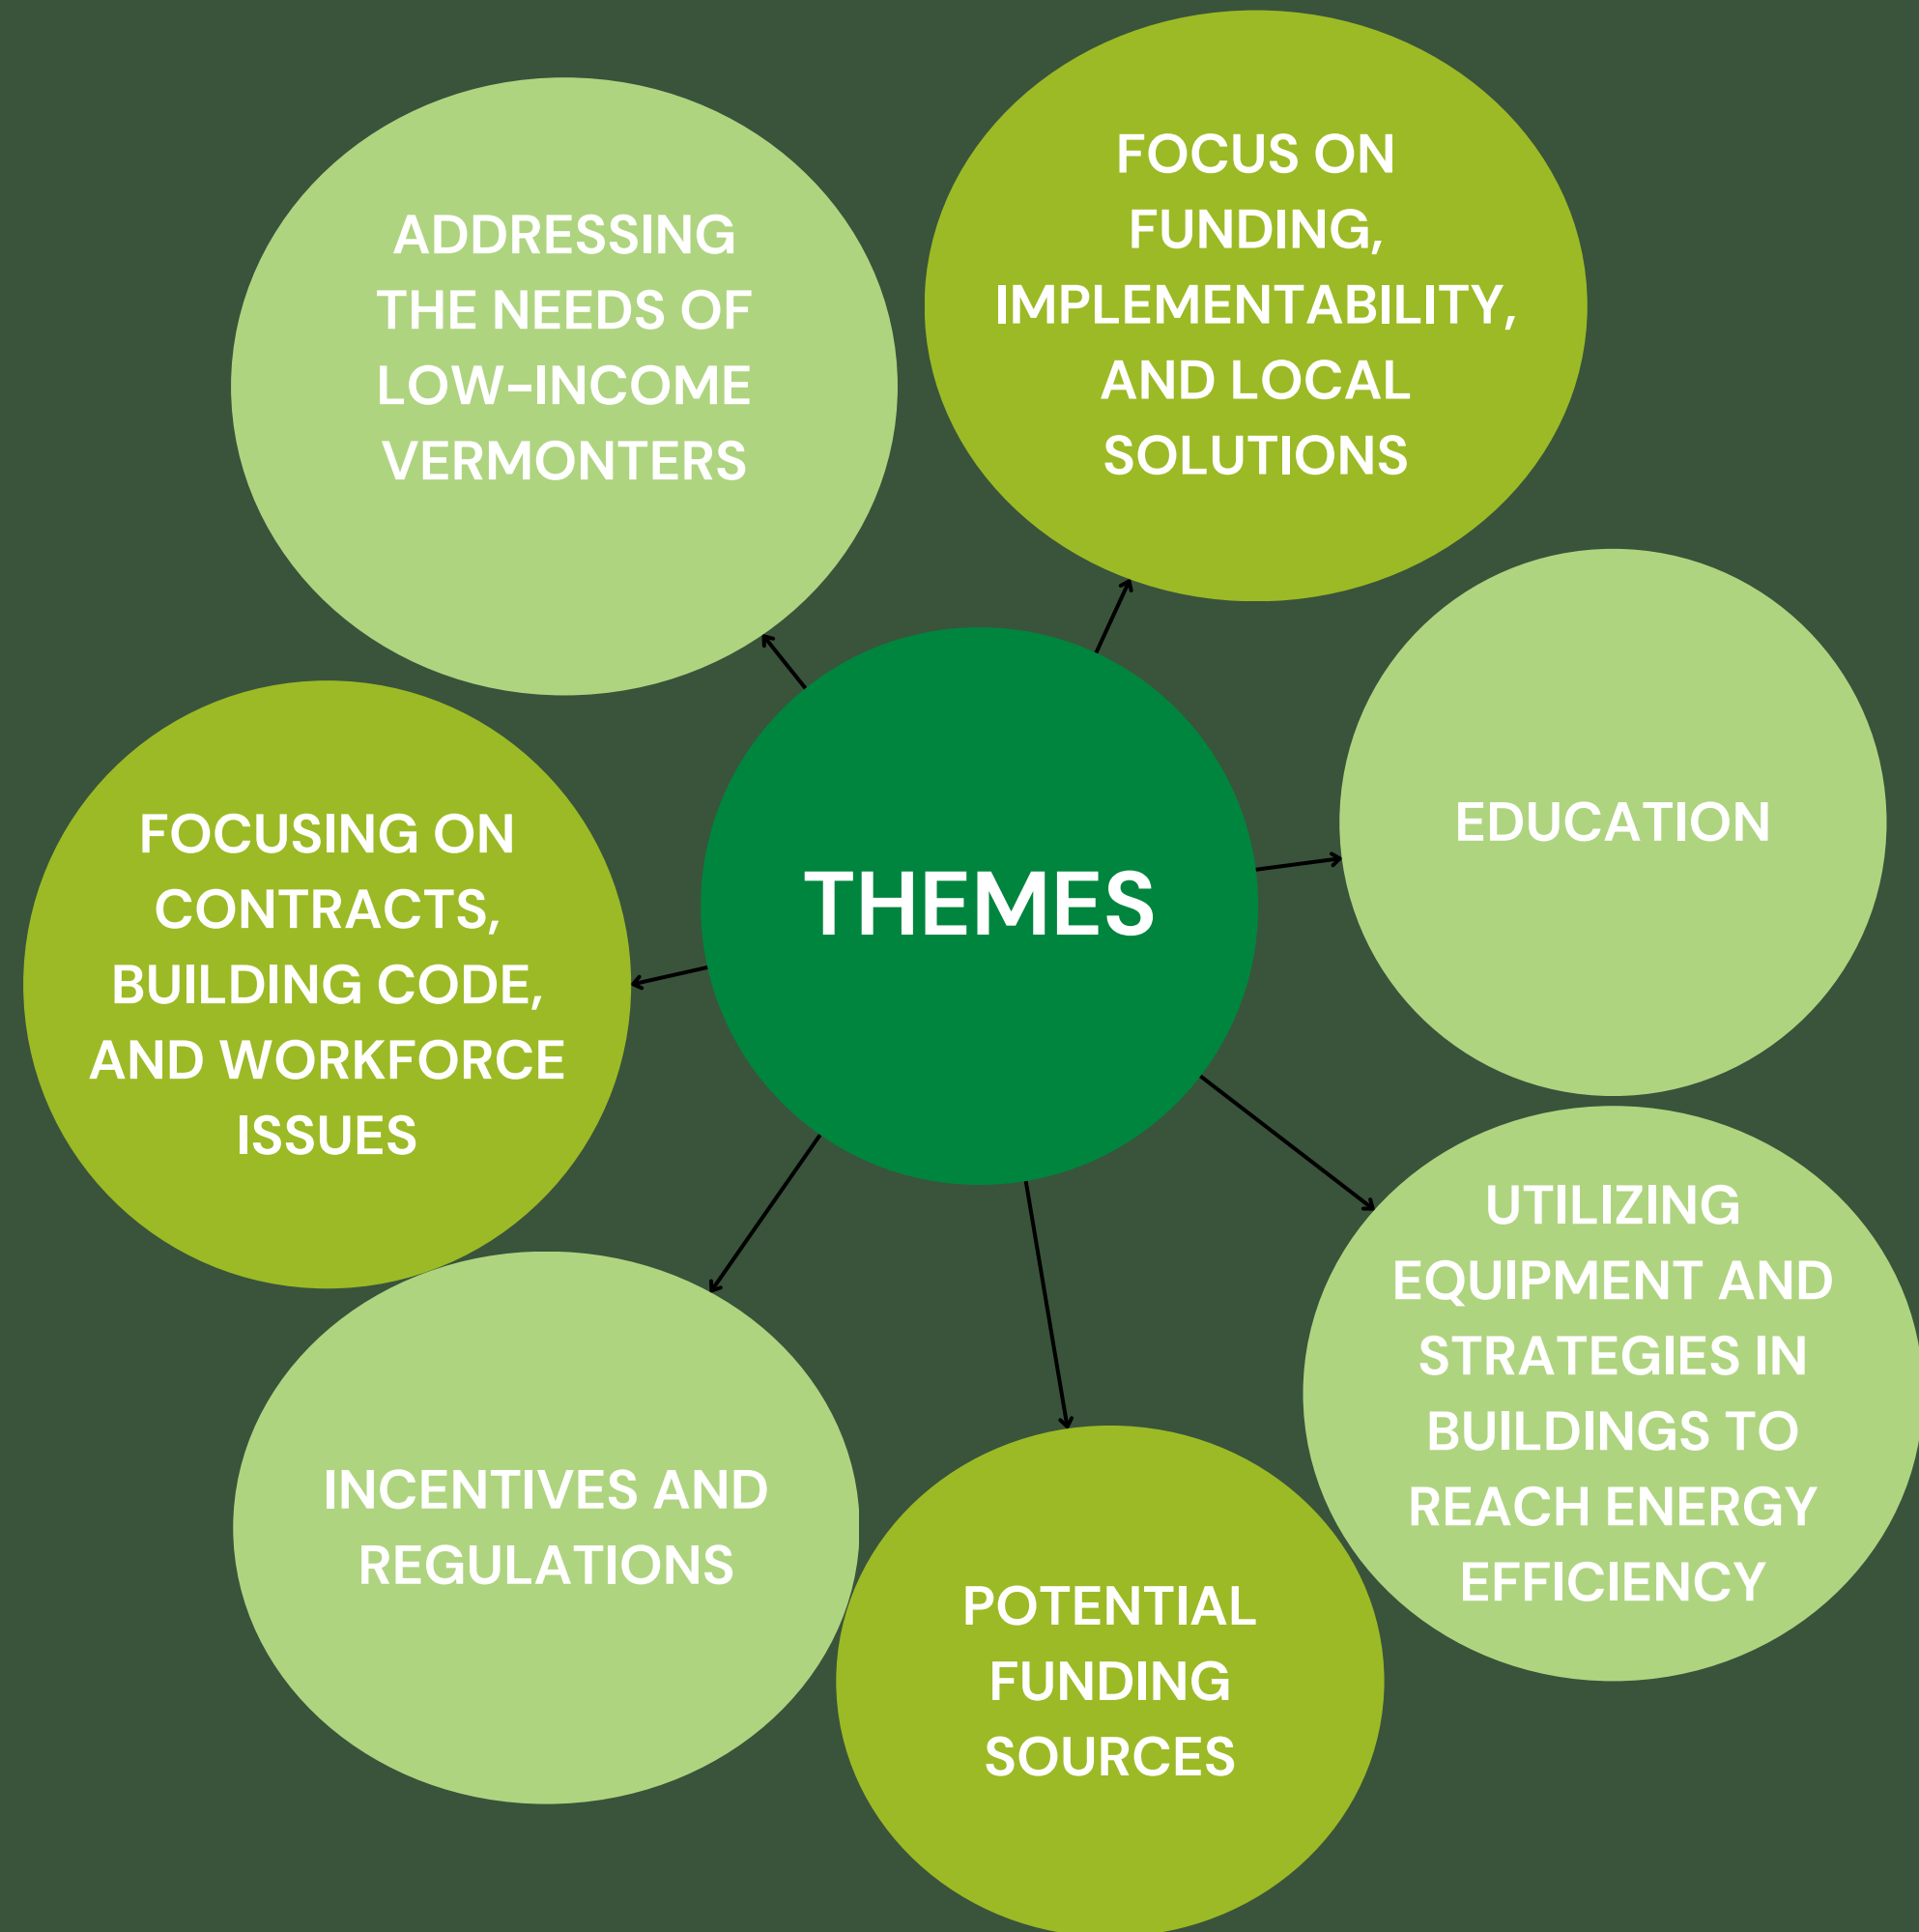 ADDRESSING
THE NEEDS OF
LOW-INCOME
VERMONTERS
FOCUS ON
FUNDING,
IMPLEMENTABILITY,
AND LOCAL
SOLUTIONS
EDUCATION
THEMES
FOCUSING ON
CONTRACTS,
BUILDING CODE,
AND WORKFORCE
ISSUES
UTILIZING
EQUIPMENT AND
STRATEGIES IN
BUILDINGS TO
REACH ENERGY
EFFICIENCY
INCENTIVES AND
REGULATIONS
POTENTIAL
FUNDING
SOURCES